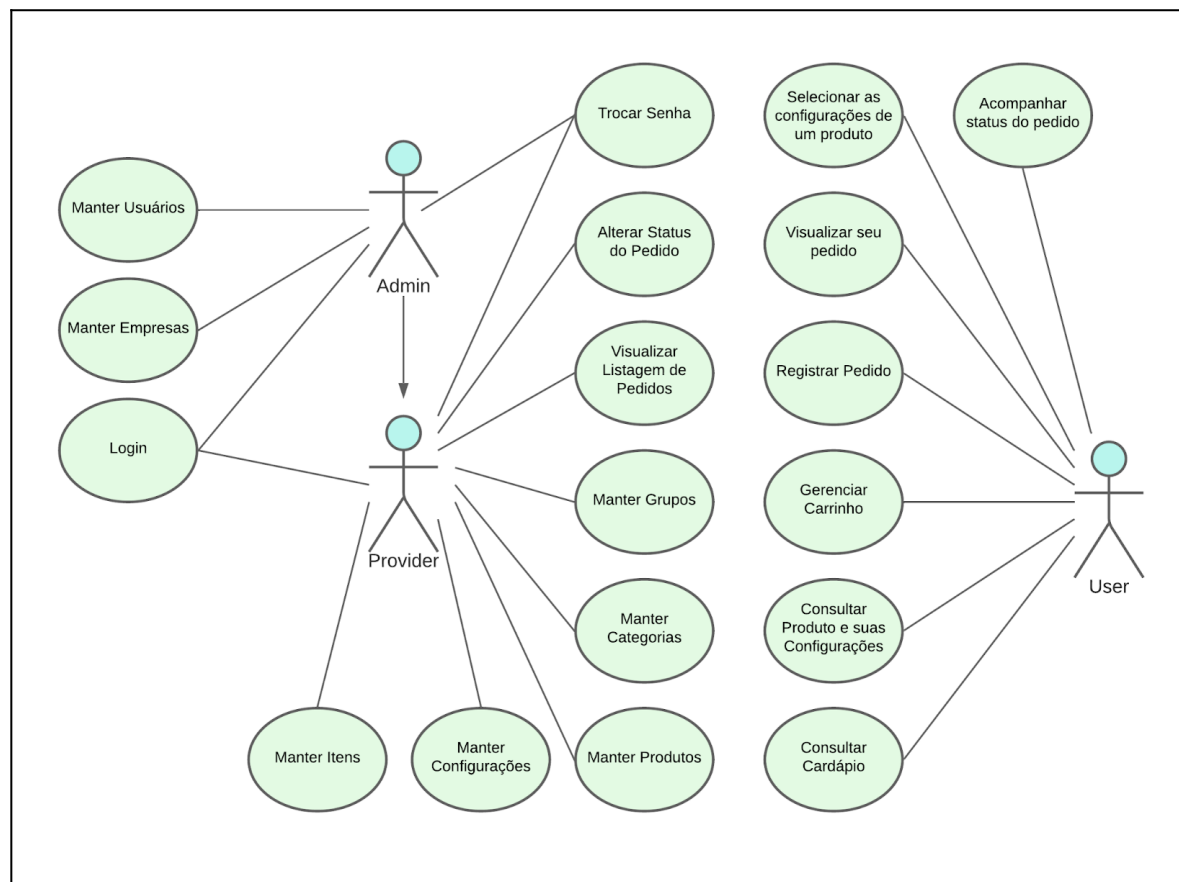 Trocar Senha
Selecionar as
configurações de
um produto
Acompanhar
status do pedido
Manter Usuários
Alterar Status
do Pedido
Visualizar seu
pedido
Admin
Manter Empresas
Visualizar
Listagem de
Pedidos
Registrar Pedido
Login
Manter Grupos
Gerenciar
Carrinho
Provider
User
Manter
Categorias
Consultar
Produto e suas
Configurações
Manter Itens
Manter
Configurações
Manter Produtos
Consultar
Cardápio